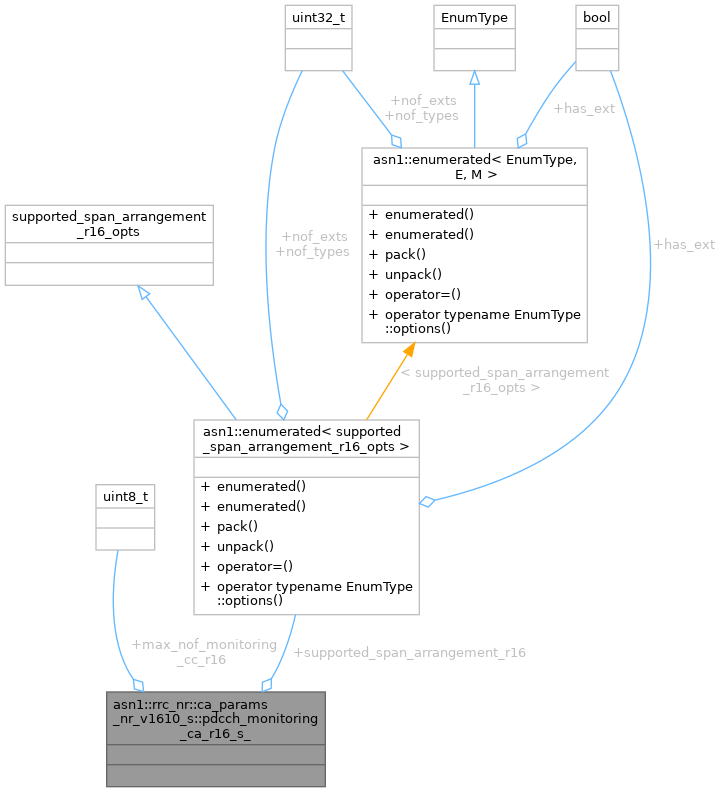 uint32_t
EnumType
bool
+nof_exts
+nof_types
+has_ext
asn1::enumerated< EnumType,
E, M >
+ enumerated()
+ enumerated()
+ pack()
+ unpack()
+ operator=()
+ operator typename EnumType
::options()
supported_span_arrangement
_r16_opts
+nof_exts
+nof_types
+has_ext
< supported_span_arrangement
_r16_opts >
asn1::enumerated< supported
_span_arrangement_r16_opts >
+ enumerated()
+ enumerated()
+ pack()
+ unpack()
+ operator=()
+ operator typename EnumType
::options()
uint8_t
+max_nof_monitoring
_cc_r16
+supported_span_arrangement_r16
asn1::rrc_nr::ca_params
_nr_v1610_s::pdcch_monitoring
_ca_r16_s_